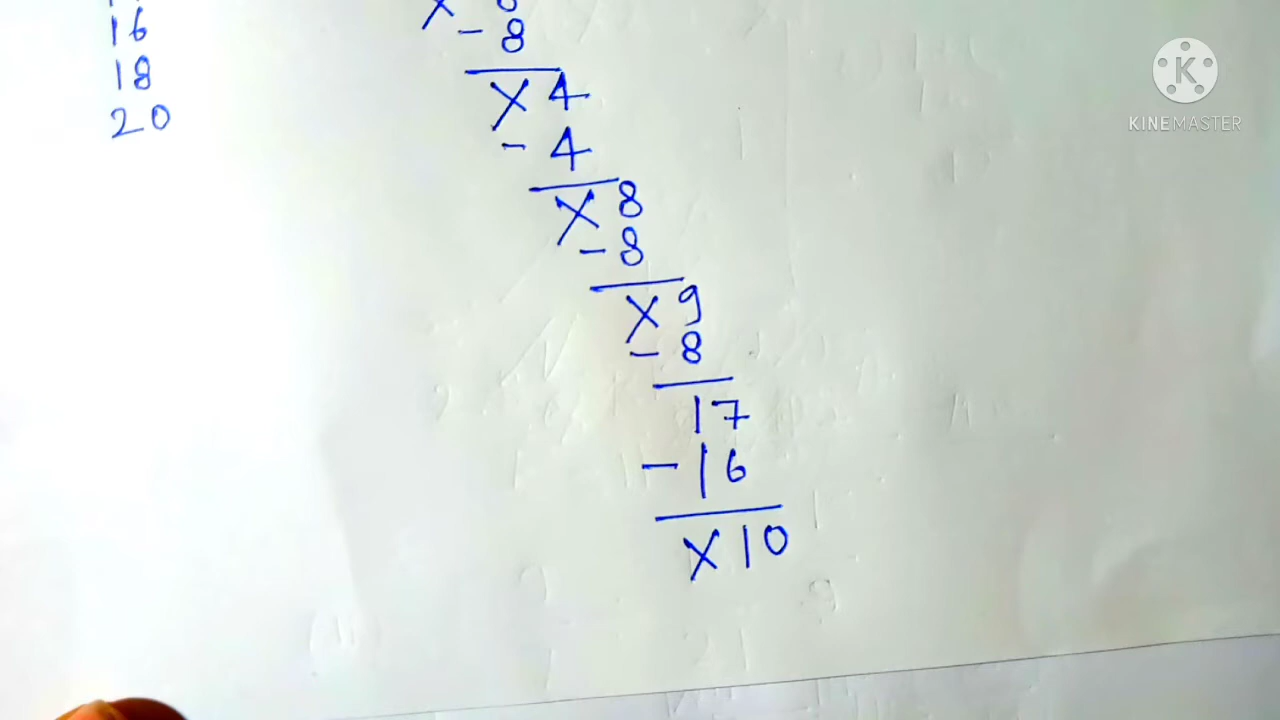 16
18
20
x
- 8
x 4
- 4
x 8
- 8
x 9
- 8
17
- 16
x 10
K
KINEMASTER